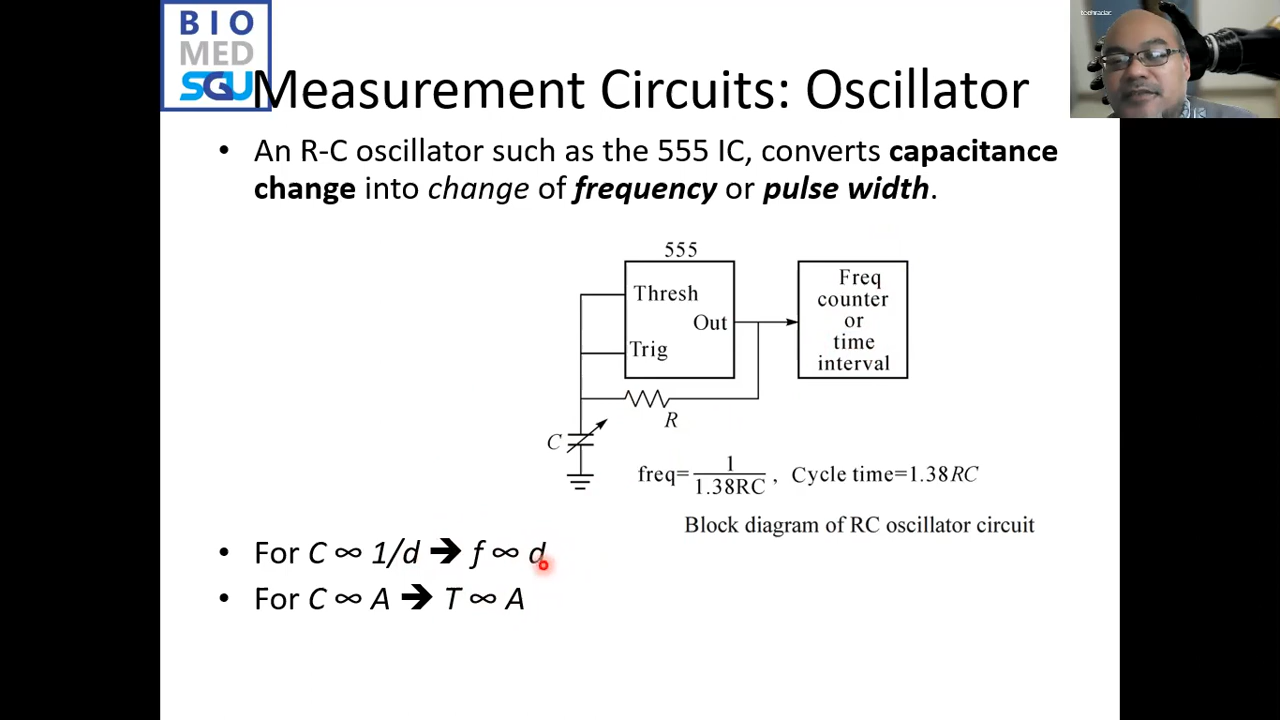 BIO
MED
SGU
techradar
Measurement Circuits: Oscillator
• An R-C oscillator such as the 555 IC, converts capacitance
change into change of frequency or pulse width.
555
Thresh
Out
Trig
R
C
Freq
counter
or
time
interval
freq=1/1.38RC, Cycle time=1.38RC
Block diagram of RC oscillator circuit
• For C ∞ 1/d ➔ f ∞ d
• For C ∞ A ➔ T ∞ A